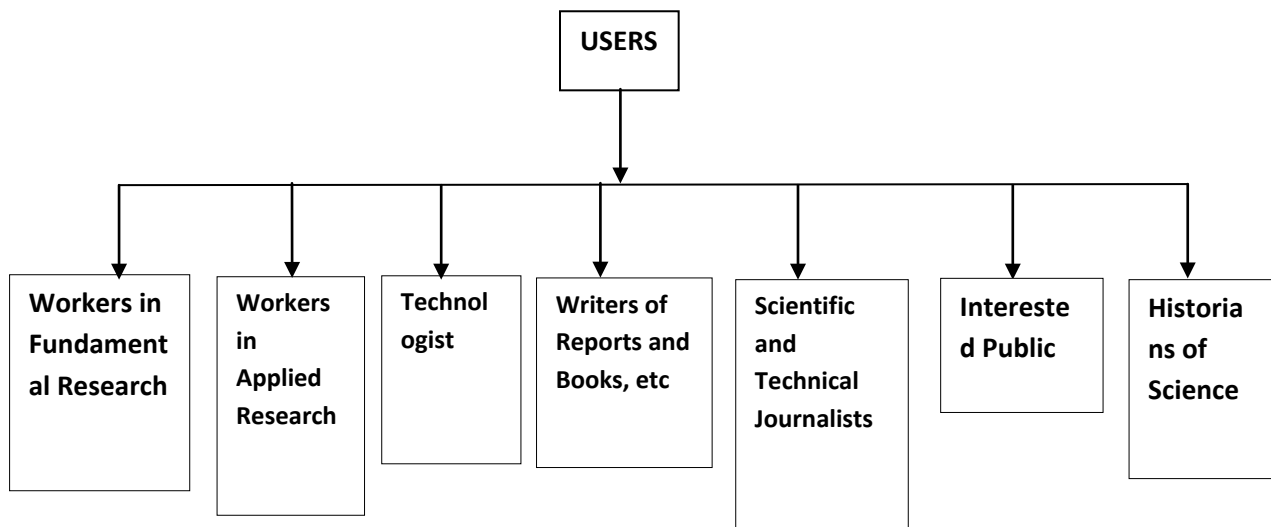 USERS
Workers in
Fundament
al Research
Workers
in
Applied
Research
Technol
ogist
Writers of
Reports and
Books, etc
Scientific
and
Technical
Journalists
Intereste
d Public
Historia
ns of
Science